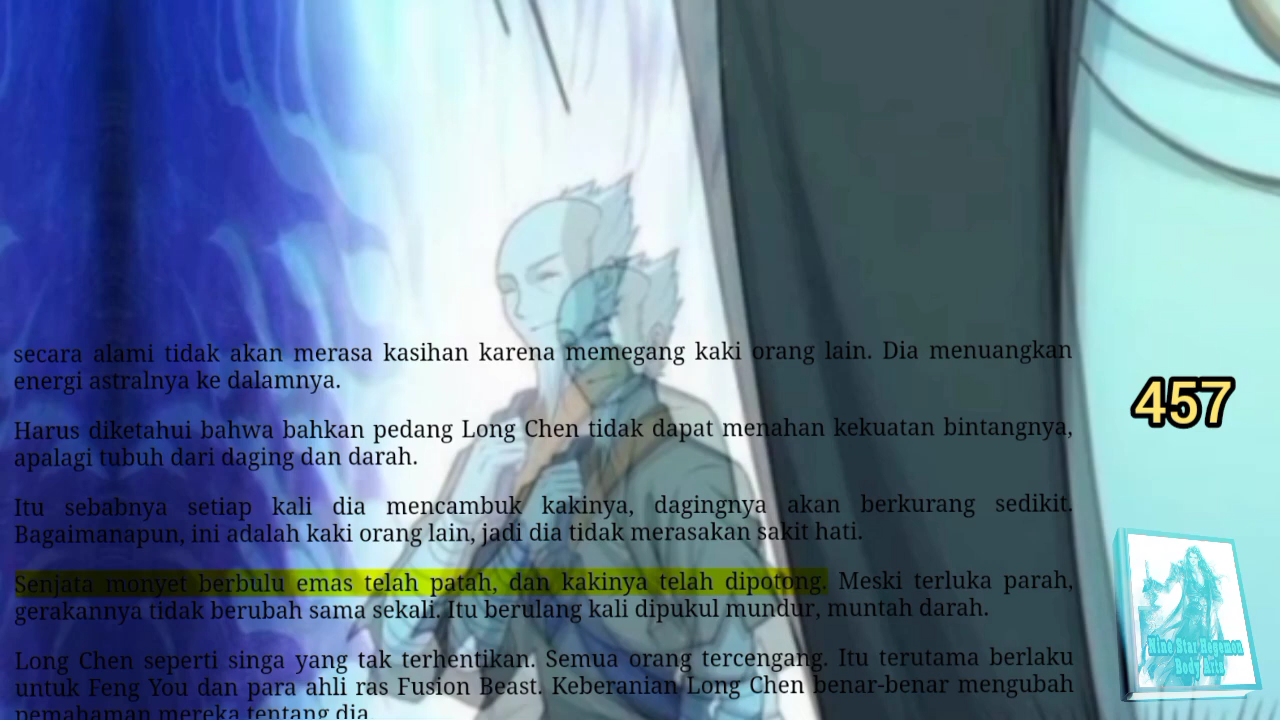 secara alami tidak akan merasa kasihan karena memegang kaki orang lain. Dia menuangkan
energi astralnya ke dalamnya.
Harus diketahui bahwa bahkan pedang Long Chen tidak dapat menahan kekuatan bintangnya,
apalagi tubuh dari daging dan darah.
Itu sebabnya setiap kali dia mencambuk kakinya, dagingnya akan berkurang sedikit.
Bagaimanapun, ini adalah kaki orang lain, jadi dia tidak merasakan sakit hati.
Senjata monyet berbulu emas telah patah, dan kakinya telah dipotong. Meski terluka parah,
gerakannya tidak berubah sama sekali. Itu berulang kali dipukul mundur, muntah darah.
Long Chen seperti singa yang tak terhentikan. Semua orang tercengang. Itu terutama berlaku
untuk Feng You dan para ahli ras Fusion Beast. Keberanian Long Chen benar-benar mengubah
pemahaman mereka tentang dia
457
Nine Star Hegemon
Body Arts